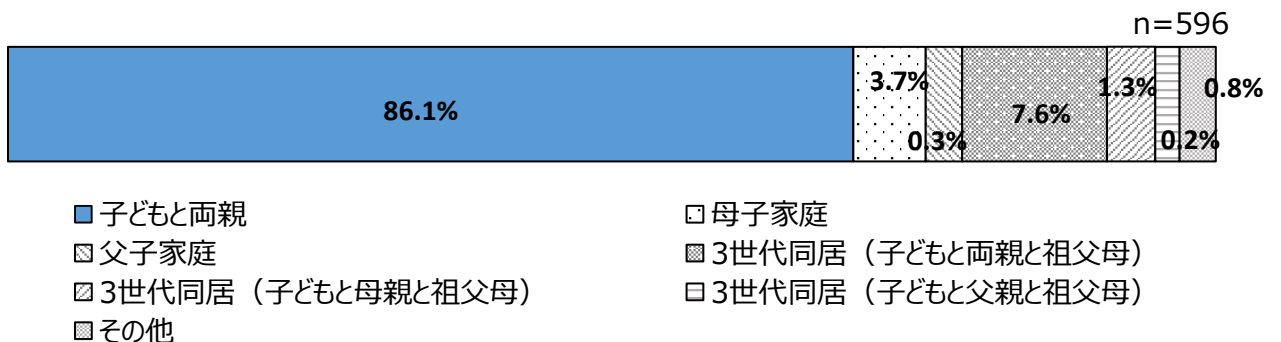 n=596
86.1%
3.7%
0.3%
7.6%
1.3%
0.2%
0.8%
子どもと両親
母子家庭
父子家庭
3世代同居（子どもと両親と祖父母）
3世代同居（子どもと母親と祖父母）
3世代同居（子どもと父親と祖父母）
その他